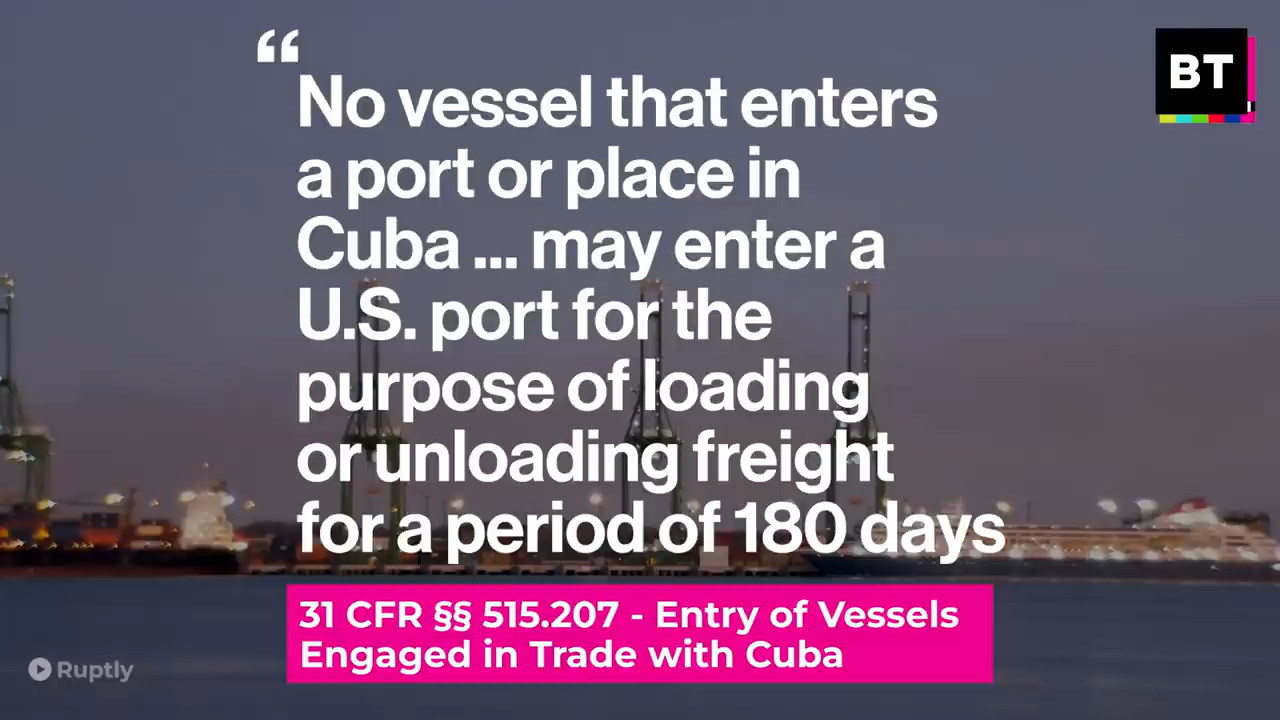 “
No vessel that enters
a port or place in
Cuba ... may enter a
U.S. port for the
purpose of loading
or unloading freight
for a period of 180 days
31 CFR §§ 515.207 - Entry of Vessels
Engaged in Trade with Cuba
BT
Ruptly